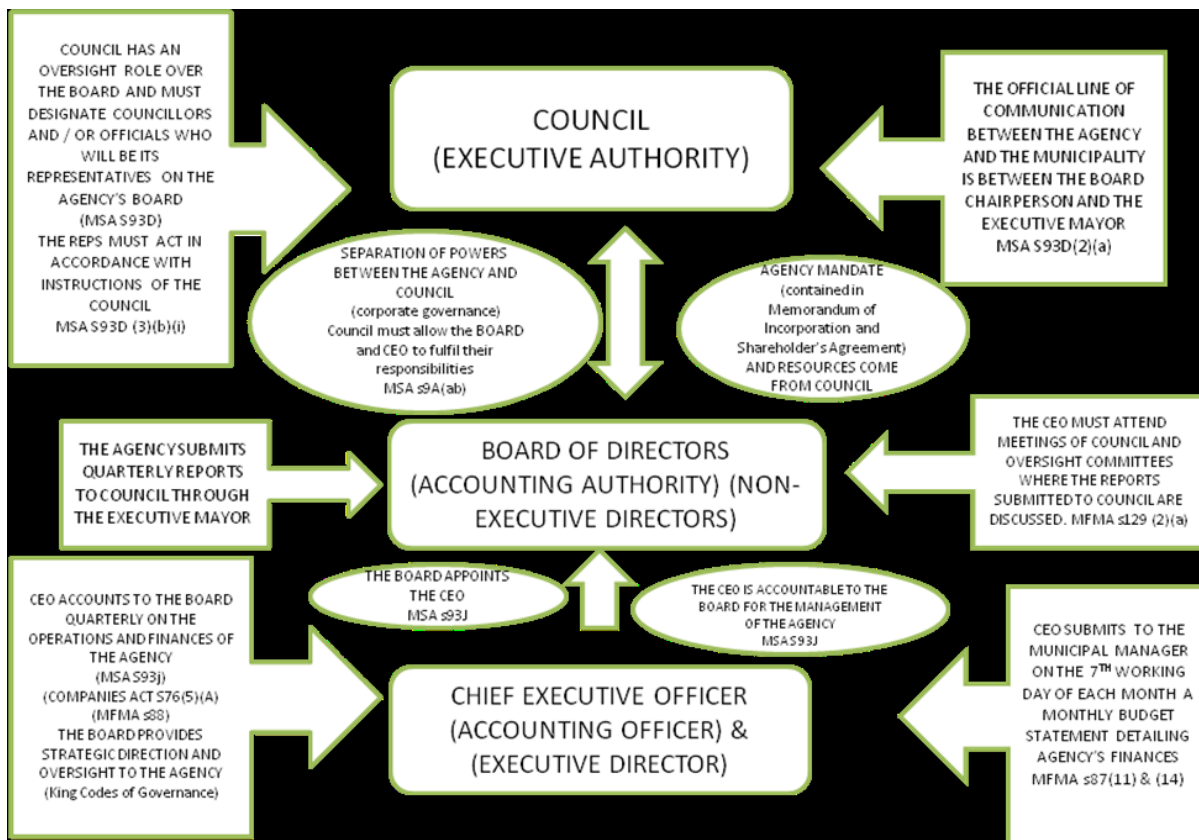 COUNCIL HAS AN
OVERSIGHT ROLE OVER
THE BOARD AND MUST
DESIGNATE COUNCILLORS
AND / OR OFFICIALS WHO
WILL BE ITS
REPRESENTATIVES ON THE
AGENCY'S BOARD
(MSA S93D)
THE REPS MUST ACT IN
ACCORDANCE WITH
INSTRUCTIONS OF THE
COUNCIL
MSA S93D (3)(b)(i)
COUNCIL
(EXECUTIVE AUTHORITY)
THE OFFICIAL LINE OF
COMMUNICATION
BETWEEN THE AGENCY
AND THE MUNICIPALITY
IS BETWEEN THE BOARD
CHAIRPERSON AND THE
EXECUTIVE MAYOR
MSA S93D(2)(a)
SEPARATION OF POWERS
BETWEEN THE AGENCY AND
COUNCIL
(corporate governance)
Council must allow the BOARD
and CEO to fulfil their
responsibilities
MSA s9A(ab)
AGENCY MANDATE
(contained in
Memorandum of
Incorporation and
Shareholder's Agreement)
AND RESOURCES COME
FROM COUNCIL
THE AGENCY SUBMITS
QUARTERLY REPORTS
TO COUNCIL THROUGH
THE EXECUTIVE MAYOR
BOARD OF DIRECTORS
(ACCOUNTING AUTHORITY) (NON-
EXECUTIVE DIRECTORS)
THE CEO MUST ATTEND
MEETINGS OF COUNCIL AND
OVERSIGHT COMMITTEES
WHERE THE REPORTS
SUBMITTED TO COUNCIL ARE
DISCUSSED. MFMA s129 (2)(a)
THE BOARD APPOINTS
THE CEO
MSA s93J
THE CEO IS ACCOUNTABLE TO THE
BOARD FOR THE MANAGEMENT
OF THE AGENCY
MSA S93J
CEO ACCOUNTS TO THE BOARD
QUARTERLY ON THE
OPERATIONS AND FINANCES OF
THE AGENCY
(MSA S93j)
(COMPANIES ACT S76(5)(A)
(MFMA s88)
THE BOARD PROVIDES
STRATEGIC DIRECTION AND
OVERSIGHT TO THE AGENCY
(King Codes of Governance)
CHIEF EXECUTIVE OFFICER
(ACCOUNTING OFFICER) &
(EXECUTIVE DIRECTOR)
CEO SUBMITS TO THE
MUNICIPAL MANAGER
ON THE 7TH WORKING
DAY OF EACH MONTH A
MONTHLY BUDGET
STATEMENT DETAILING
AGENCY'S FINANCES
MFMA s87(11) & (14)